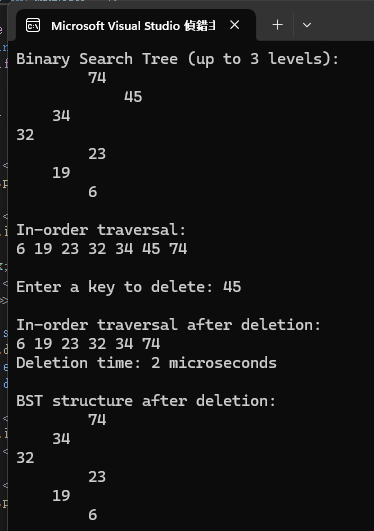 Microsoft Visual Studio 偵錯主
Binary Search Tree (up to 3 levels):
        74
            45
    34
32
        23
    19
        6
In-order traversal:
6 19 23 32 34 45 74
Enter a key to delete: 45
In-order traversal after deletion:
6 19 23 32 34 74
Deletion time: 2 microseconds
BST structure after deletion:
        74
    34
32
        23
    19
        6